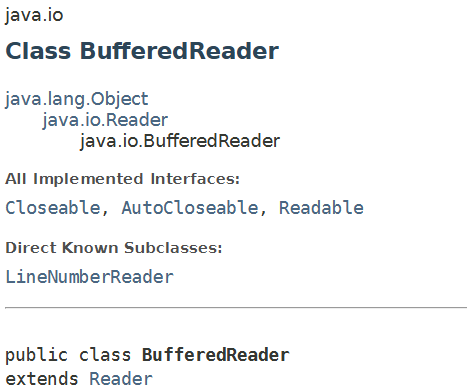 java.io
Class BufferedReader
java.lang.Object
java.io.Reader
java.io.BufferedReader
All Implemented Interfaces:
Closeable, AutoCloseable, Readable
Direct Known Subclasses:
LineNumberReader
public class BufferedReader
extends Reader